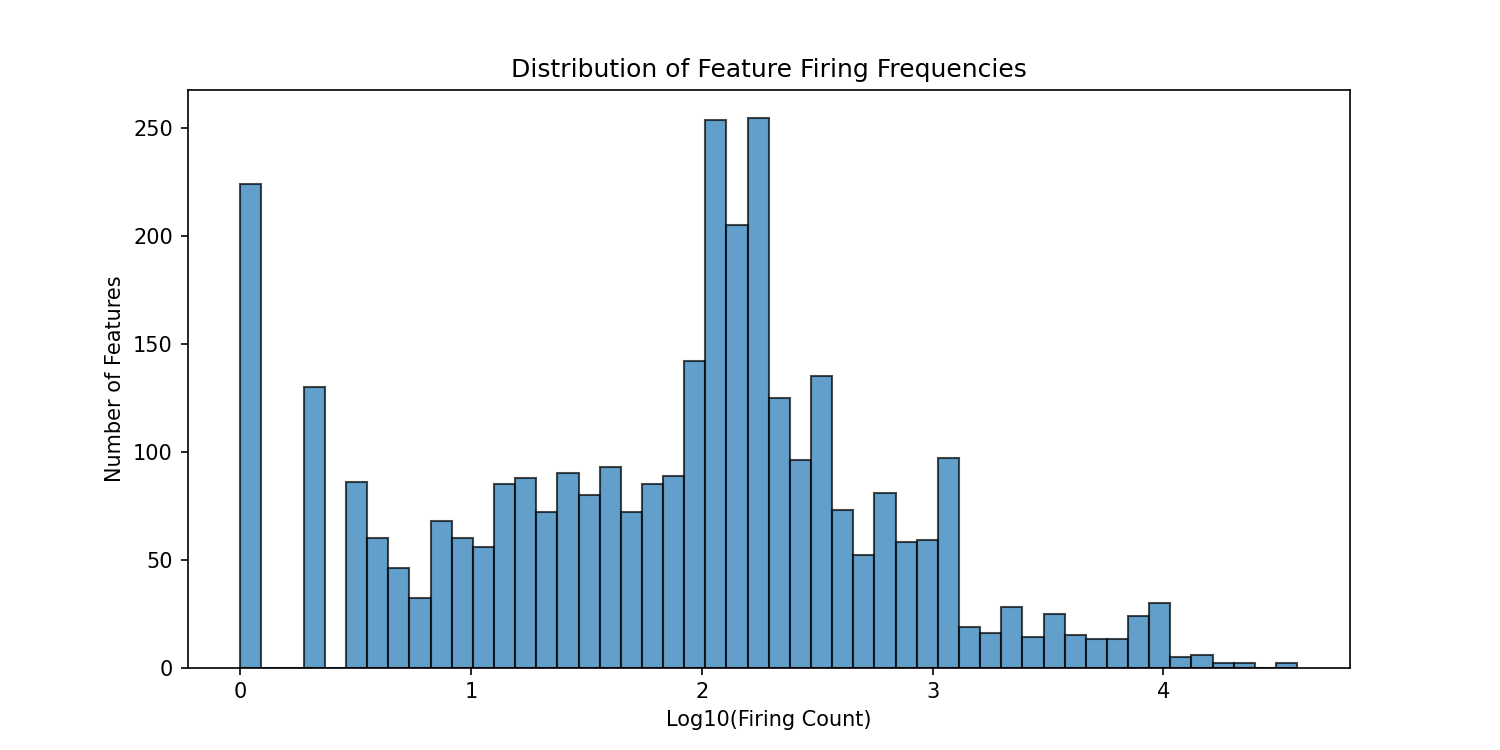 Distribution of Feature Firing Frequencies
Number of Features
250
200
150
100
50
0
0 1 2 3 4
Log10(Firing Count)